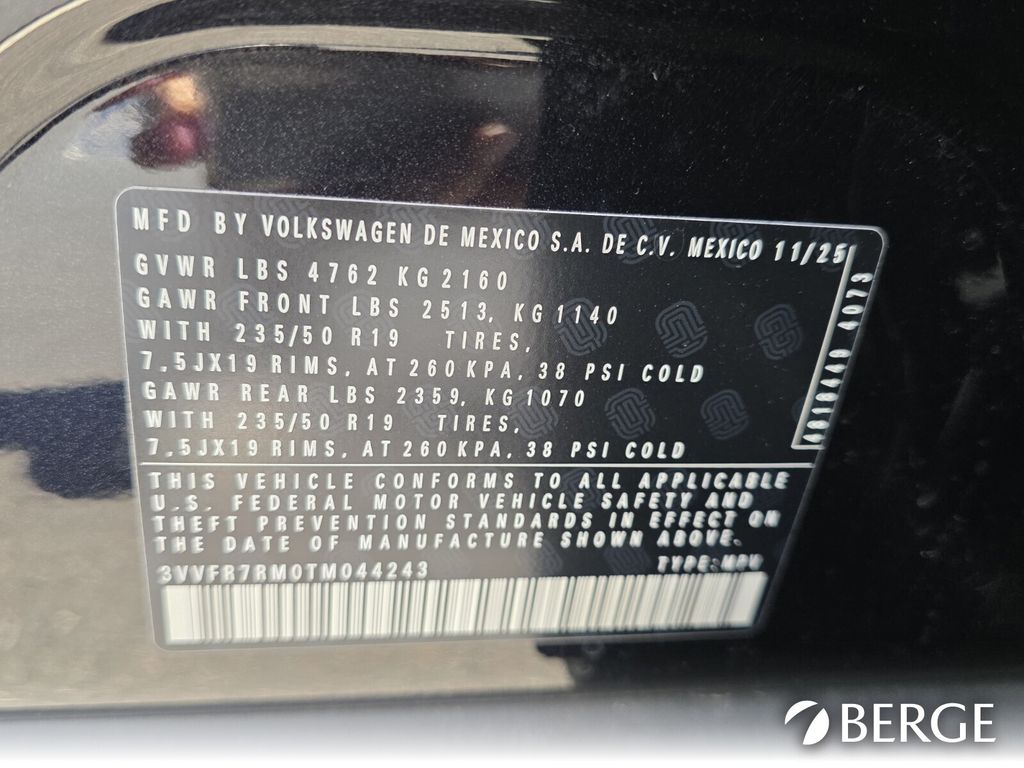 MFD BY VOLKSWAGEN DE MEXICO S.A. DE C.V. MEXICO 11/25
GVWR LBS 4762 KG 2160
GAWR FRONT LBS 2513, KG 1140
WITH 235/50 R19 TIRES,
7.5JX19 RIMS, AT 260 KPA, 38 PSI COLD
GAWR REAR LBS 2359, KG 1070
WITH 235/50 R19 TIRES,
7.5JX19 RIMS, AT 260 KPA, 38 PSI COLD
THIS VEHICLE CONFORMS TO ALL APPLICABLE
U.S. FEDERAL MOTOR VEHICLE SAFETY AND
THEFT PREVENTION STANDARDS IN EFFECT ON
THE DATE OF MANUFACTURE SHOWN ABOVE.
3VVFR7RM0TM044243 TYPE: MPV
BERGE